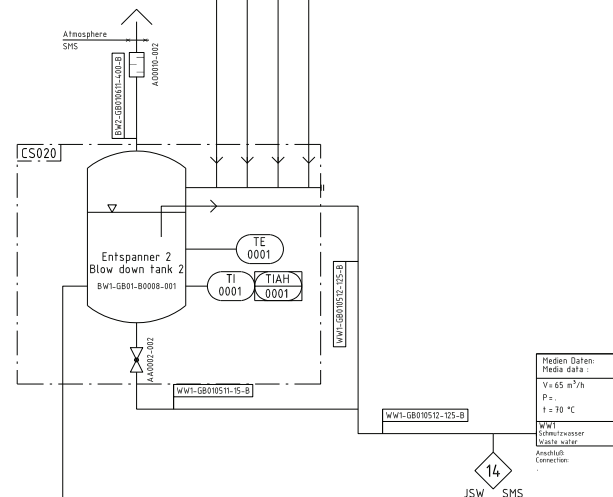 Atmosphere
SMS
BW2-GB010611-400-B
AO0010-002
CS020
TE
0001
Entspanner 2
Blow down tank 2
BW1-GB01-B0008-001
TI
0001
TIAH
0001
WW1-GB010512-125-B
AA0002-002
WW1-GB010511-15-B
WW1-GB010512-125-B
Medien Daten:
Media data :
V= 65 m³/h
P= .
t = 70 °C
WW1
Schmutzwasser
Waste water
Anschluß:
Connection:
.
14
JSW SMS